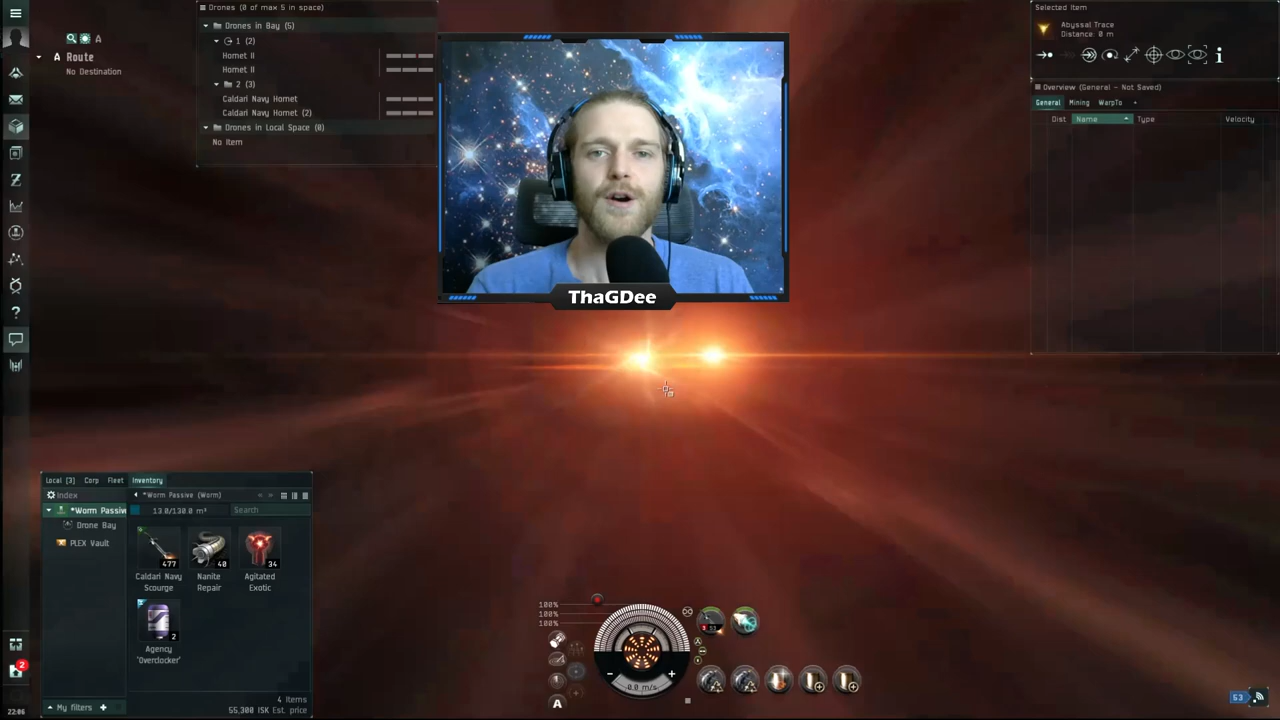 Route
No Destination
Drones (0 of max 5 in space)
Drones in Bay (5)
1 (2)
Hornet II
Hornet II
2 (3)
Caldari Navy Hornet
Caldari Navy Hornet (2)
Drones in Local Space (0)
No Item
ThaGDee
Selected Item
Abyssal Trace
Distance: 0 m
Overview (General - Not Saved)
General Mining WarpTo +
Dist Name Type Velocity
Local [3] Corp Fleet Inventory
Index
*Worm Passive (Worm)
*Worm Passiv
13.0/130.0 m³
Search
Drone Bay
PLEX Vault
477
40
34
Caldari Navy Scourge
Nanite Repair
Agitated Exotic
2
Agency 'Overclocker'
4 Items
My filters +
55,300 ISK Est. price
100%
100%
100%
3 53
0.0 m/s
A
2
22:06
53